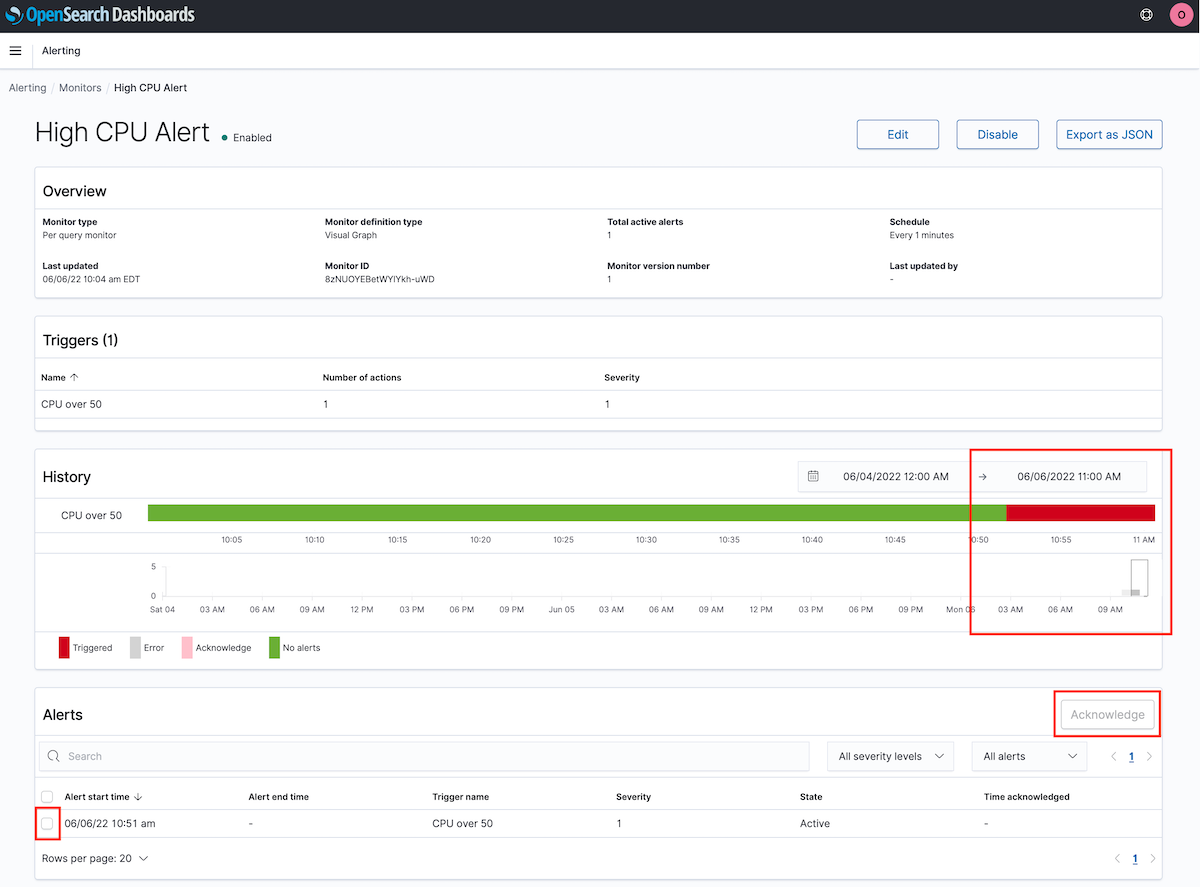 OpenSearch Dashboards
O
Alerting
Alerting / Monitors / High CPU Alert
High CPU Alert Enabled
Edit Disable Export as JSON
Overview
Monitor type Monitor definition type Total active alerts Schedule
Per query monitor Visual Graph 1 Every 1 minutes
Last updated Monitor ID Monitor version number Last updated by
06/06/22 10:04 am EDT 8zNUOYEBetWYlYkh-uWD 1 -
Triggers (1)
Name Number of actions Severity
CPU over 50 1 1
History 06/04/2022 12:00 AM → 06/06/2022 11:00 AM
CPU over 50
10:05 10:10 10:15 10:20 10:25 10:30 10:35 10:40 10:45 10:50 10:55 11 AM
5
0
Sat 04 03 AM 06 AM 09 AM 12 PM 03 PM 06 PM 09 PM Jun 05 03 AM 06 AM 09 AM 12 PM 03 PM 06 PM 09 PM Mon 06 03 AM 06 AM 09 AM
Triggered Error Acknowledge No alerts
Alerts Acknowledge
Search All severity levels All alerts 1
Alert start time Alert end time Trigger name Severity State Time acknowledged
06/06/22 10:51 am - CPU over 50 1 Active -
Rows per page: 20 1